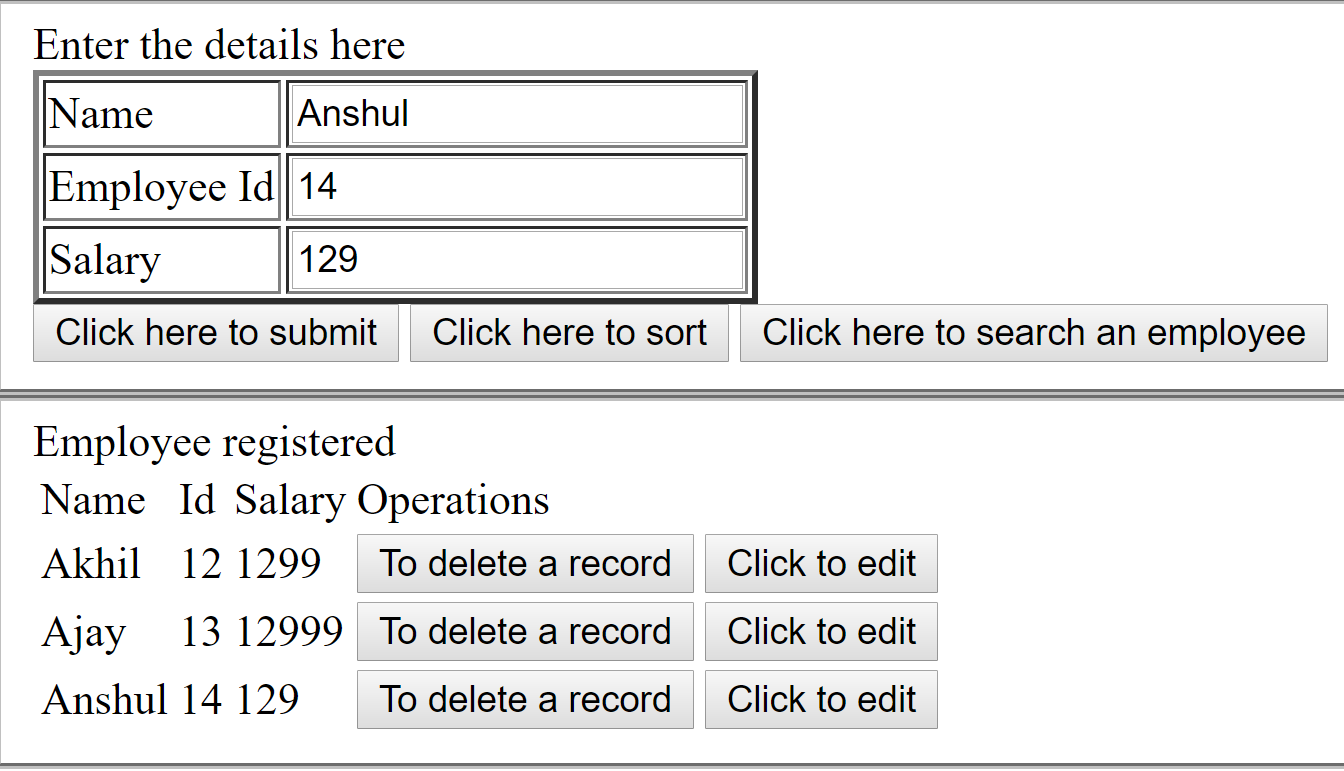 Enter the details here
Name Anshul
Employee Id 14
Salary 129
Click here to submit Click here to sort Click here to search an employee
Employee registered
Name Id Salary Operations
Akhil 12 1299 To delete a record Click to edit
Ajay 13 12999 To delete a record Click to edit
Anshul 14 129 To delete a record Click to edit